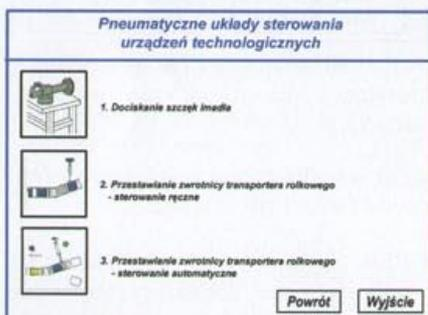 Pneumatyczne układy sterowania
urządzeń technologicznych
1. Dociskanie szczęk imadła
2. Przestawianie zwrotnicy transportera rolkowego
- sterowanie ręczne
3. Przestawianie zwrotnicy transportera rolkowego
- sterowanie automatyczne
Powrót Wyjście